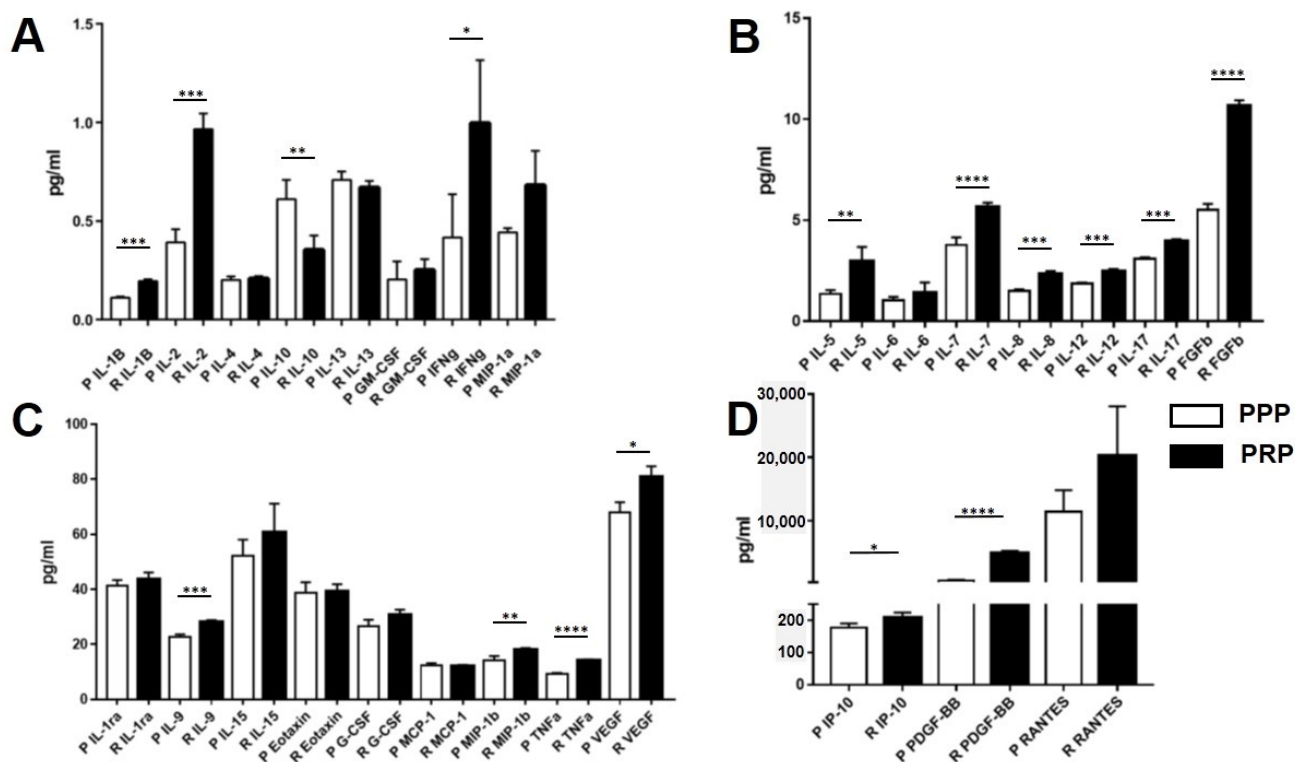 A
pg/ml
1.5
1.0
0.5
0.0
***
***
**
*
P IL-1B
R IL-1B
P IL-2
R IL-2
P IL-4
R IL-4
P IL-10
R IL-10
P IL-13
R IL-13
P GM-CSF
R GM-CSF
P IFNg
R IFNg
P MIP-1a
R MIP-1a
B
pg/ml
15
10
5
0
**
****
***
***
***
****
P IL-5
R IL-5
P IL-6
R IL-6
P IL-7
R IL-7
P IL-8
R IL-8
P IL-12
R IL-12
P IL-17
R IL-17
P FGFb
R FGFb
C
pg/ml
100
80
60
40
20
0
***
**
****
*
P IL-1ra
R IL-1ra
P IL-9
R IL-9
P IL-15
R IL-15
P Eotaxin
R Eotaxin
P G-CSF
R G-CSF
P MCP-1
R MCP-1
P MIP-1b
R MIP-1b
P TNFa
R TNFa
P VEGF
R VEGF
D
pg/ml
30,000
20,000
10,000
200
100
0
*
****
P IP-10
R IP-10
P PDGF-BB
R PDGF-BB
P RANTES
R RANTES
PPP
PRP